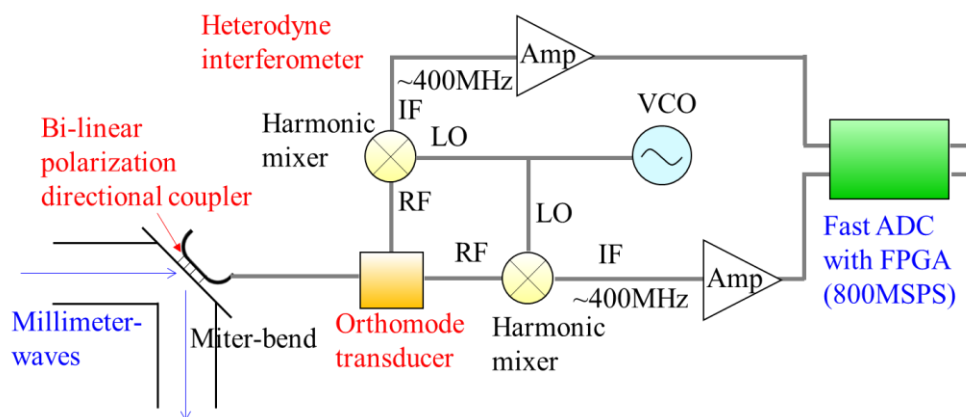 Heterodyne
interferometer
Amp
~400MHz
IF
VCO
Harmonic
mixer
LO
Bi-linear
polarization
directional coupler
RF
LO
RF
IF
Amp
~400MHz
Fast ADC
with FPGA
(800MSPS)
Millimeter-
waves
Miter-bend
Orthomode
transducer
Harmonic
mixer